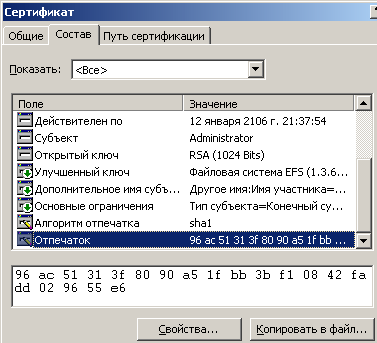 Сертификат
Общие Состав Путь сертификации
Показать: <Все>
Поле Значение
Действителен по 12 января 2106 г. 21:37:54
Субъект Administrator
Открытый ключ RSA (1024 Bits)
Улучшенный ключ Файловая система EFS (1.3.6...
Дополнительное имя субъ... Другое имя:Имя участника=...
Основные ограничения Тип субъекта=Конечный су...
Алгоритм отпечатка sha1
Отпечаток 96 ac 51 31 3f 80 90 a5 1f bb ...
96 ac 51 31 3f 80 90 a5 1f bb 3b f1 08 42 fa
dd 02 96 55 e6
Свойства... Копировать в файл...